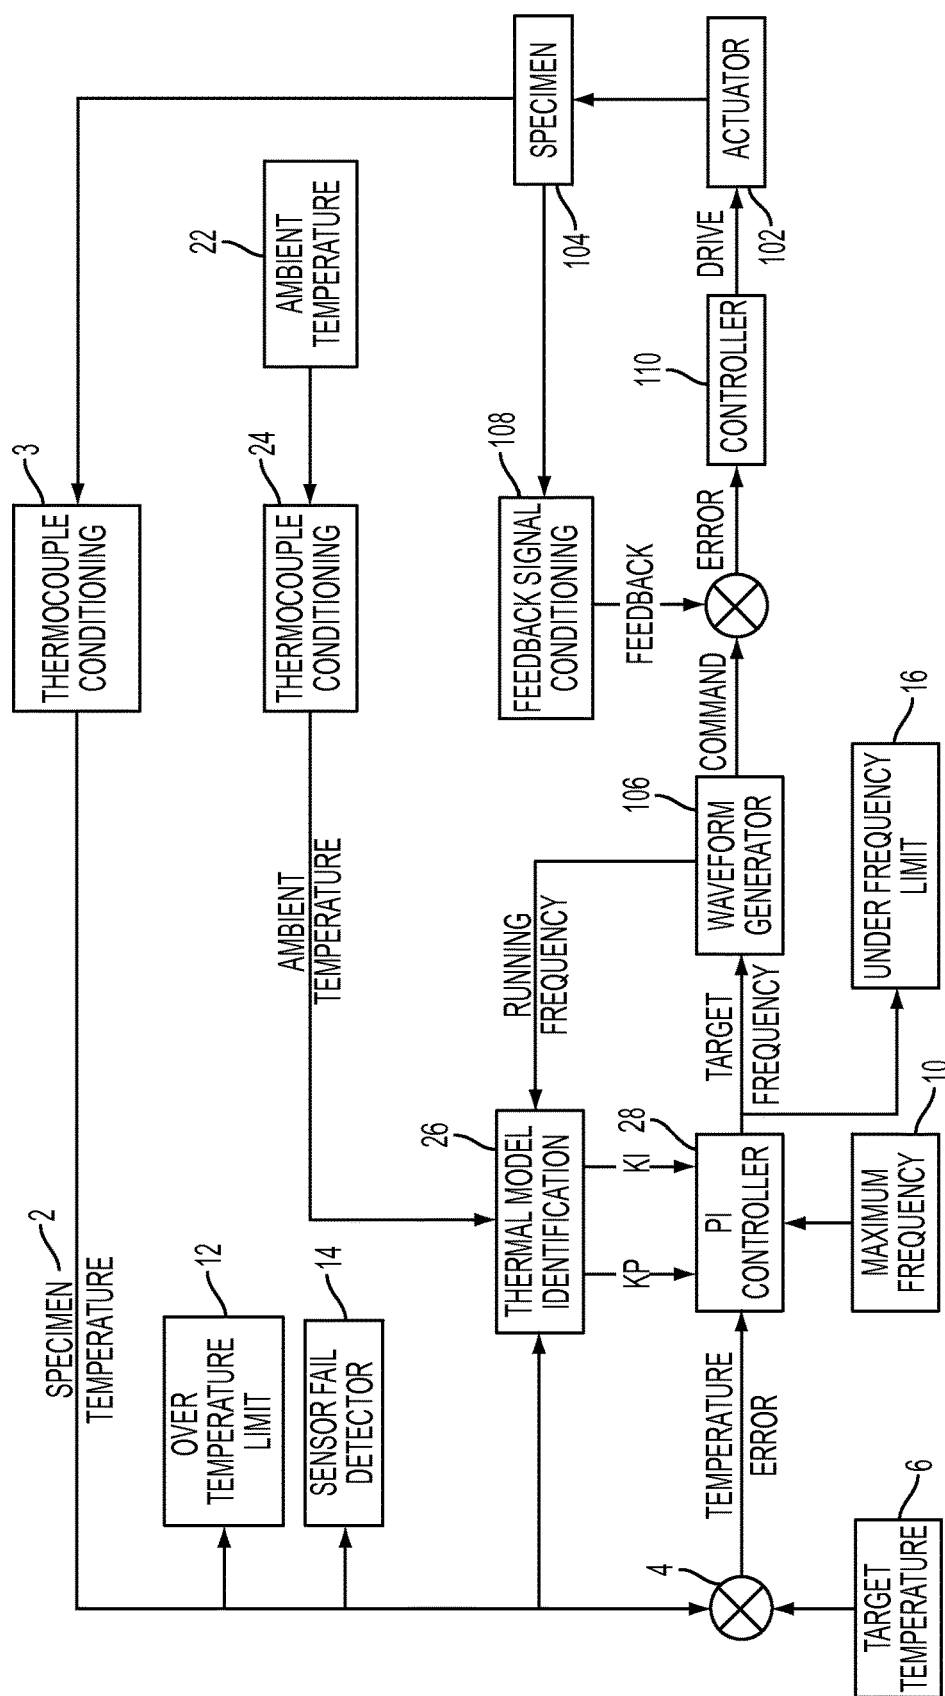 3
THERMOCOUPLE
CONDITIONING
2
SPECIMEN
TEMPERATURE
12
OVER
TEMPERATURE
LIMIT
14
SENSOR FAIL
DETECTOR
22
AMBIENT
TEMPERATURE
24
THERMOCOUPLE
CONDITIONING
AMBIENT
TEMPERATURE
SPECIMEN
104
108
FEEDBACK SIGNAL
CONDITIONING
FEEDBACK
RUNNING
FREQUENCY
26
THERMAL MODEL
IDENTIFICATION
KP
KI
4
TEMPERATURE
ERROR
28
PI
CONTROLLER
TARGET
FREQUENCY
106
WAVEFORM
GENERATOR
COMMAND
ERROR
110
CONTROLLER
DRIVE
ACTUATOR
102
6
TARGET
TEMPERATURE
10
MAXIMUM
FREQUENCY
16
UNDER FREQUENCY
LIMIT